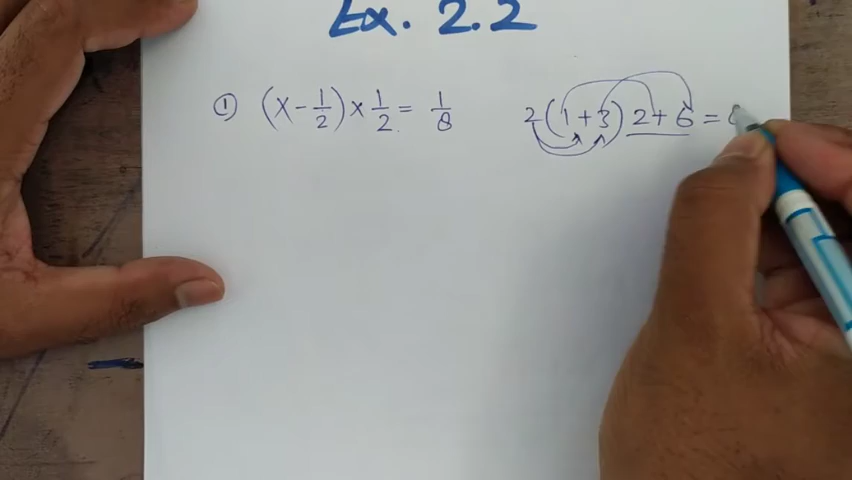 Ex. 2.2
① (x - 1/2) × 1/2 = 1/8
2(1+3) 2+6 =